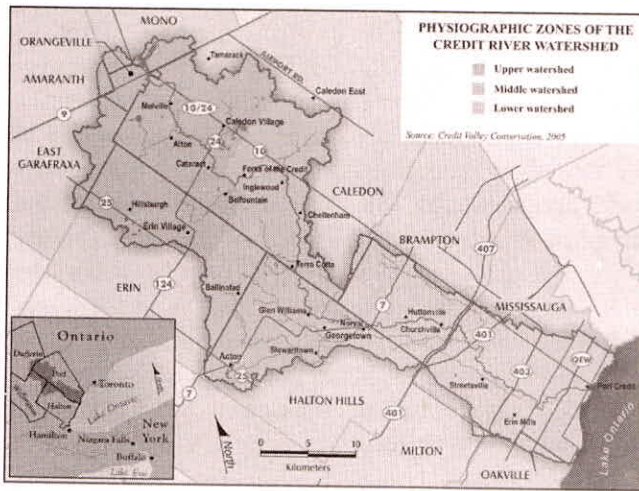 PHYSIOGRAPHIC ZONES OF THE
CREDIT RIVER WATERSHED
Upper watershed
Middle watershed
Lower watershed
Source: Credit Valley Conservation, 2005
MONO
ORANGEVILLE
AMARANTH
Tamarack
AIRPORT RD.
Caledon East
9
Melville
10/24
Caledon Village
EAST
GARAFRAXA
Alton
24
10
Cataract
Forks of the Credit
Inglewood
Belfountain
CALEDON
25
Hillsburgh
Cheltenham
Erin Village
BRAMPTON
407
Terra Cotta
ERIN
124
Ballinafad
7
MISSISSAUGA
Glen Williams
Huttonville
Norval
Churchville
Georgetown
401
Stewarttown
Acton
25
7
403
QEW
Port Credit
Streetsville
Erin Mills
HALTON HILLS
401
MILTON
OAKVILLE
Lake Ontario
North
0 5 10
Kilometers
Ontario
Dufferin
Peel
Toronto
Halton
Lake Ontario
Hamilton
New
York
Niagara Falls
Buffalo
Lake Erie